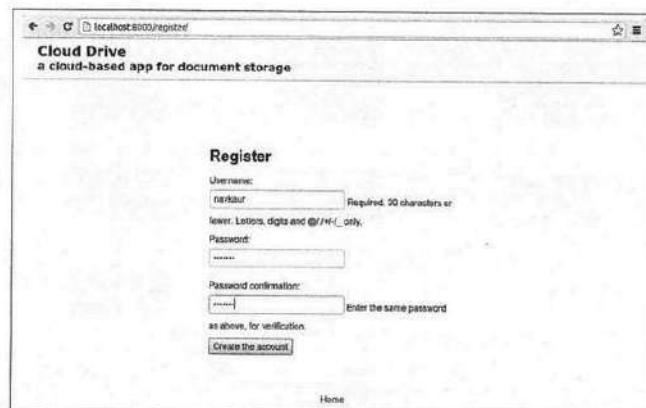 localhost:8000/register/
Cloud Drive
a cloud-based app for document storage
Register
Username:
navkaur
Required. 30 characters or
fewer. Letters, digits and @/./+/-/_ only.
Password:
•••••••
Password confirmation:
•••••••
Enter the same password
as above, for verification.
Create the account
Home